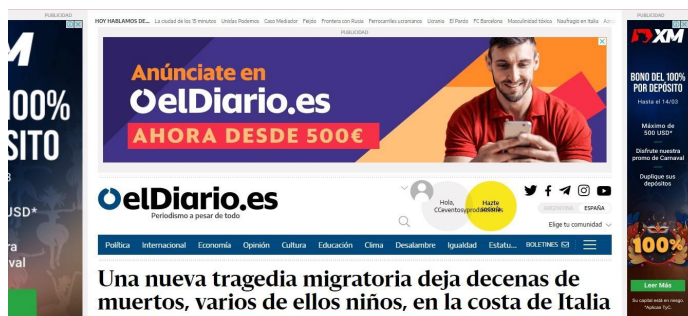 PUBLICIDAD
100%
SITO
USD*
ra
val
HOY HABLAMOS DE... La ciudad de los 15 minutos Unidas Podemos Caso Mediador Feijóo Frontera con Rusia Ferrocarriles ucranianos Ucrania El Pardo FC Barcelona Masculinidad tóxica Naufragio en Italia
PUBLICIDAD
Anúnciate en
elDiario.es
AHORA DESDE 500€
elDiario.es
Periodismo a pesar de todo
Hola,
CCeventosyprod
Hazte
ARGENTINA ESPAÑA
Elige tu comunidad
Política Internacional Economía Opinión Cultura Educación Clima Desalambre Igualdad Estatu... BOLETINES
Una nueva tragedia migratoria deja decenas de
muertos, varios de ellos niños, en la costa de Italia
PUBLICIDAD
XM
BONO DEL 100%
POR DEPÓSITO
Hasta el 14/03
Máximo de
500 USD*
Disfrute nuestra
promo de Carnaval
Duplique sus
depósitos
100%
Leer Más
Su capital está en riesgo.
*Aplican TyC.